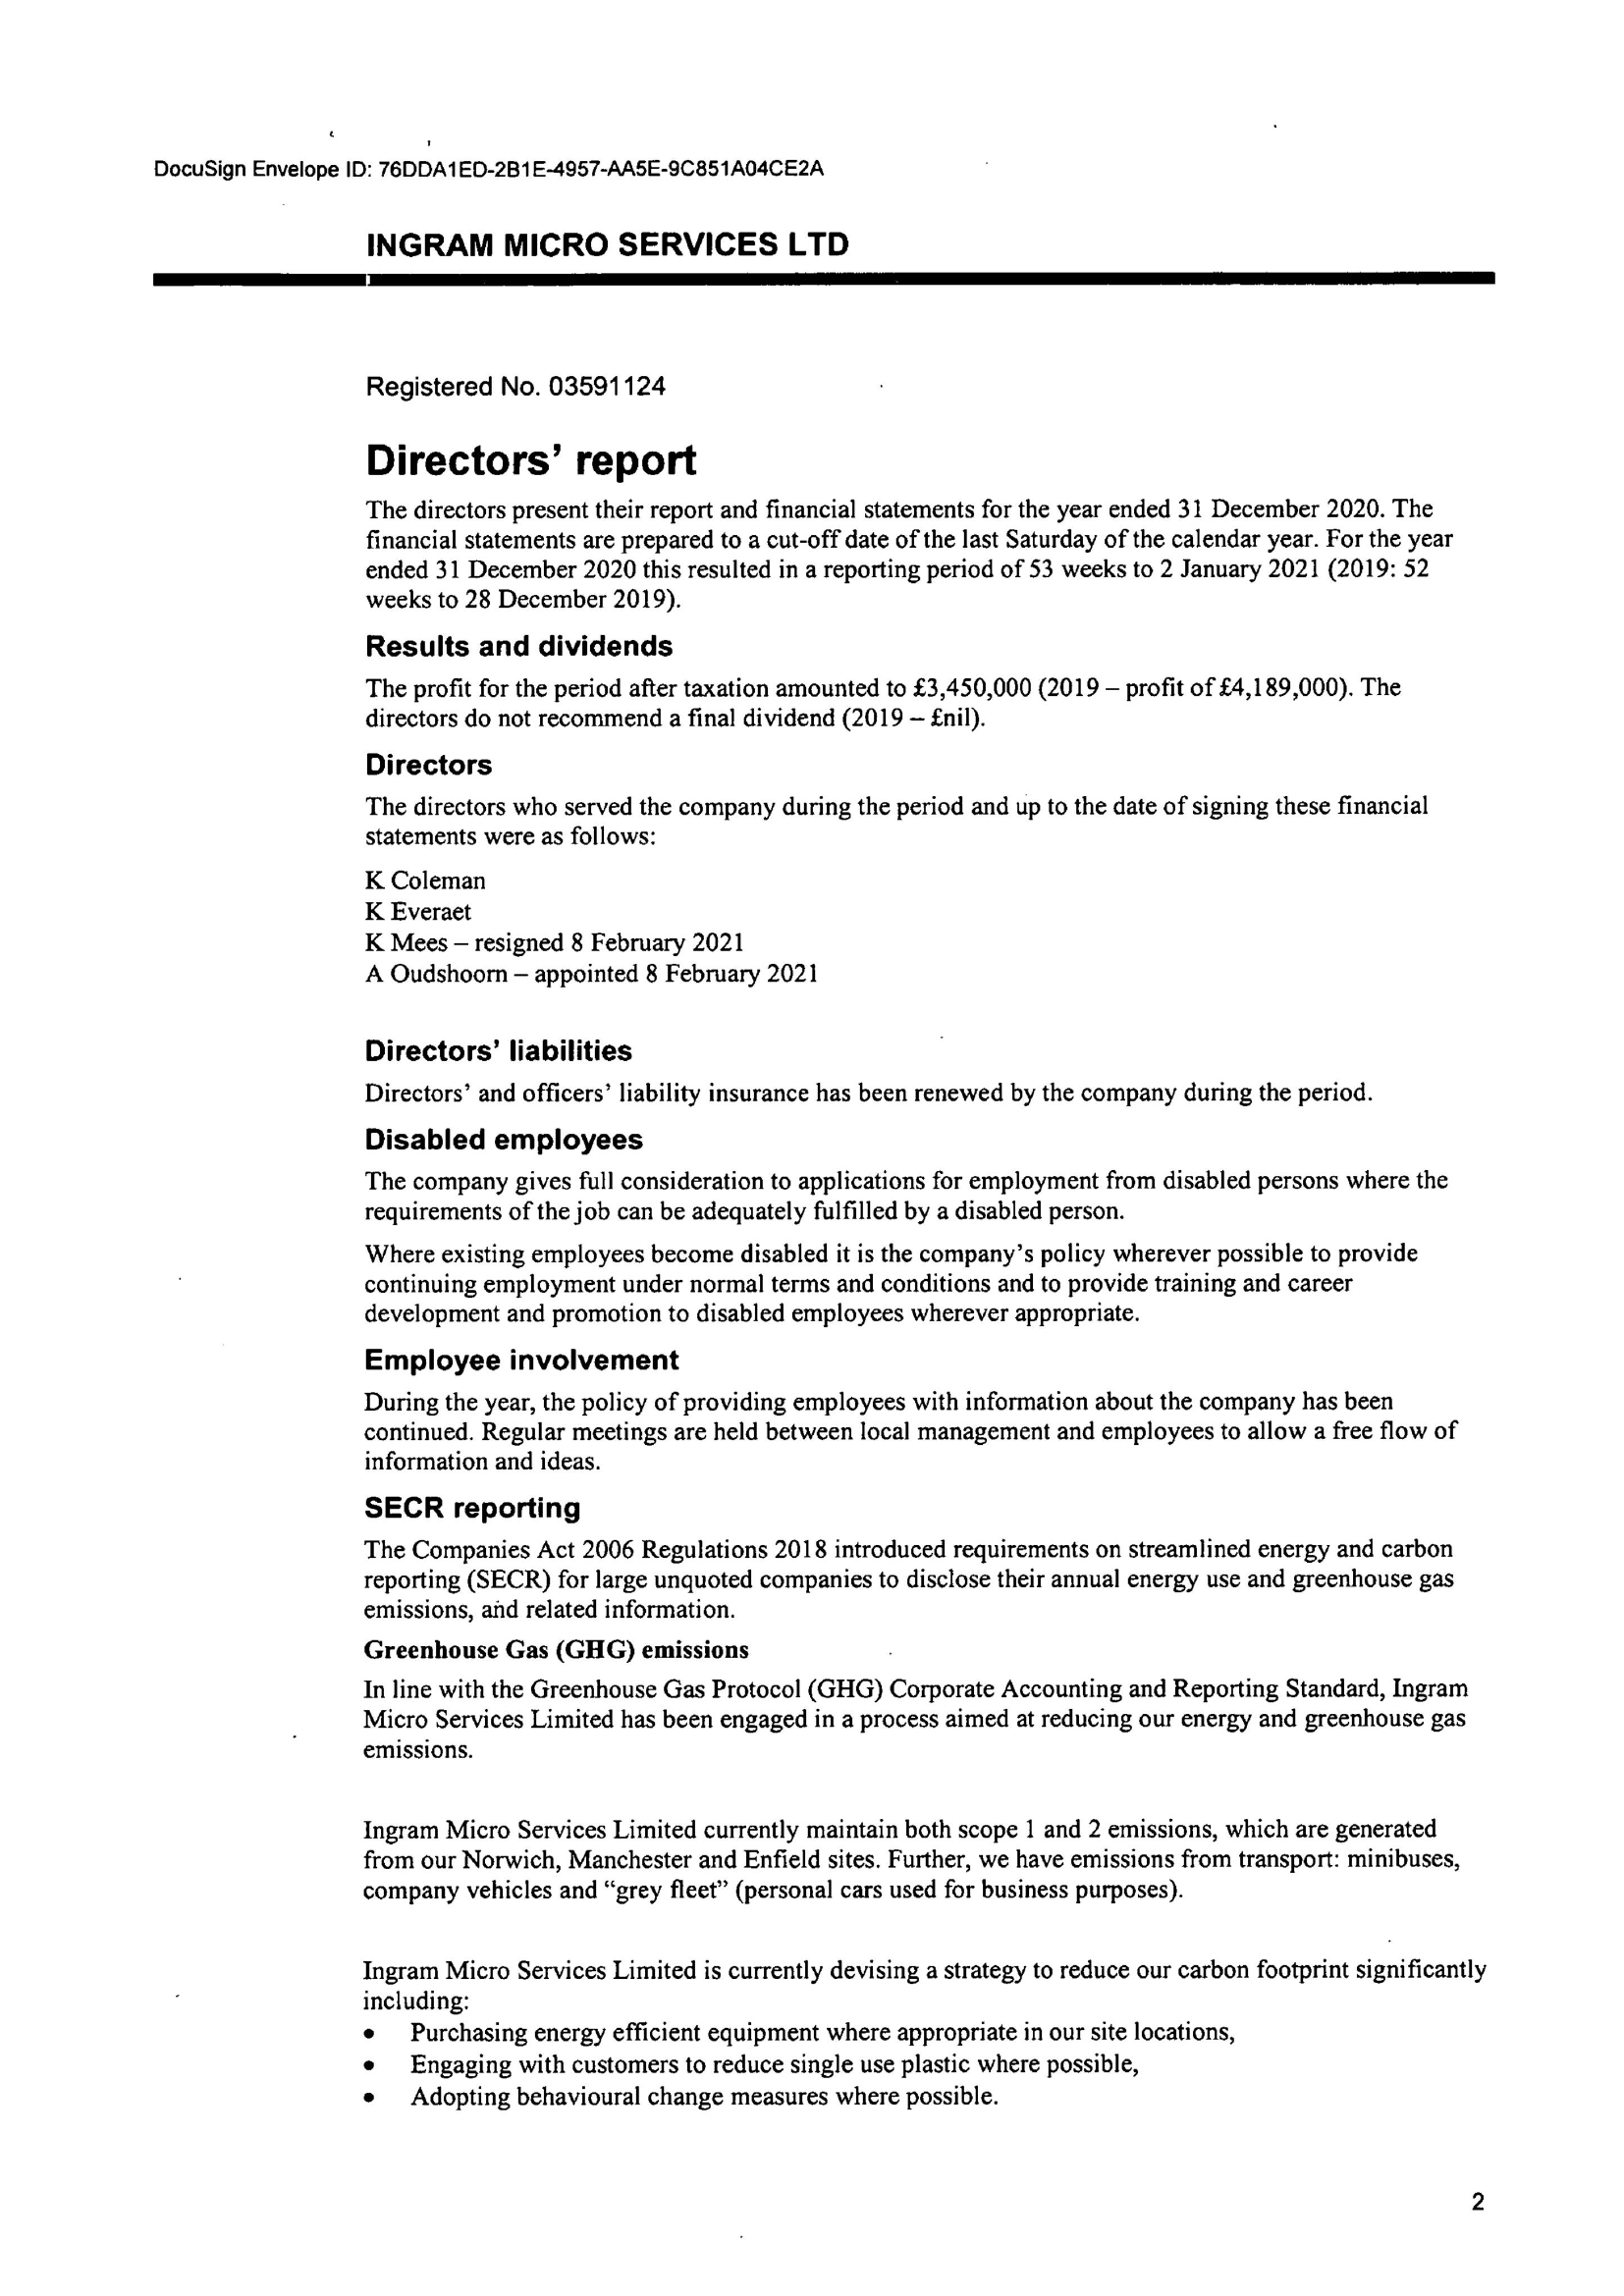 DocuSign Envelope ID: 76DDA1ED-2B1E-4957-AA5E-9C851A04CE2A
INGRAM MICRO SERVICES LTD
Registered No. 03591124
Directors' report
The directors present their report and financial statements for the year ended 31 December 2020. The
financial statements are prepared to a cut-off date of the last Saturday of the calendar year. For the year
ended 31 December 2020 this resulted in a reporting period of 53 weeks to 2 January 2021 (2019: 52
weeks to 28 December 2019).
Results and dividends
The profit for the period after taxation amounted to £3,450,000 (2019 – profit of £4,189,000). The
directors do not recommend a final dividend (2019 – £nil).
Directors
The directors who served the company during the period and up to the date of signing these financial
statements were as follows:
K Coleman
K Everaet
K Mees – resigned 8 February 2021
A Oudshoorn – appointed 8 February 2021
Directors' liabilities
Directors' and officers' liability insurance has been renewed by the company during the period.
Disabled employees
The company gives full consideration to applications for employment from disabled persons where the
requirements of the job can be adequately fulfilled by a disabled person.
Where existing employees become disabled it is the company's policy wherever possible to provide
continuing employment under normal terms and conditions and to provide training and career
development and promotion to disabled employees wherever appropriate.
Employee involvement
During the year, the policy of providing employees with information about the company has been
continued. Regular meetings are held between local management and employees to allow a free flow of
information and ideas.
SECR reporting
The Companies Act 2006 Regulations 2018 introduced requirements on streamlined energy and carbon
reporting (SECR) for large unquoted companies to disclose their annual energy use and greenhouse gas
emissions, and related information.
Greenhouse Gas (GHG) emissions
In line with the Greenhouse Gas Protocol (GHG) Corporate Accounting and Reporting Standard, Ingram
Micro Services Limited has been engaged in a process aimed at reducing our energy and greenhouse gas
emissions.
Ingram Micro Services Limited currently maintain both scope 1 and 2 emissions, which are generated
from our Norwich, Manchester and Enfield sites. Further, we have emissions from transport: minibuses,
company vehicles and “grey fleet” (personal cars used for business purposes).
Ingram Micro Services Limited is currently devising a strategy to reduce our carbon footprint significantly
including:
• Purchasing energy efficient equipment where appropriate in our site locations,
• Engaging with customers to reduce single use plastic where possible,
• Adopting behavioural change measures where possible.
2